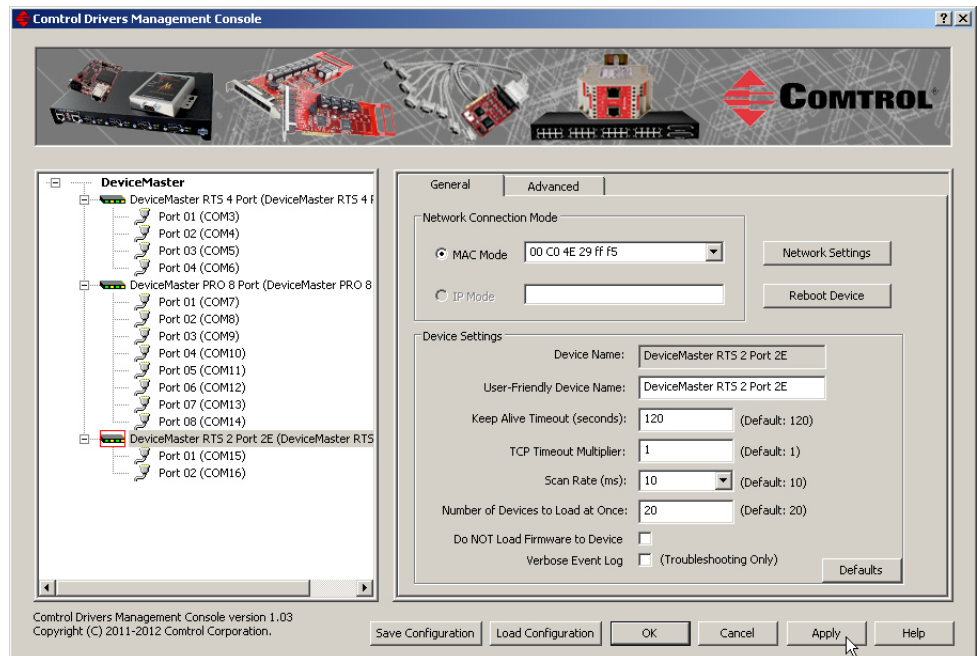 Comtrol Drivers Management Console
COMTROL
DeviceMaster
DeviceMaster RTS 4 Port (DeviceMaster RTS 4
Port 01 (COM3)
Port 02 (COM4)
Port 03 (COM5)
Port 04 (COM6)
DeviceMaster PRO 8 Port (DeviceMaster PRO 8
Port 01 (COM7)
Port 02 (COM8)
Port 03 (COM9)
Port 04 (COM10)
Port 05 (COM11)
Port 06 (COM12)
Port 07 (COM13)
Port 08 (COM14)
DeviceMaster RTS 2 Port 2E (DeviceMaster RTS
Port 01 (COM15)
Port 02 (COM16)
General
Advanced
Network Connection Mode
MAC Mode
00 C0 4E 29 ff f5
IP Mode
Network Settings
Reboot Device
Device Settings
Device Name: DeviceMaster RTS 2 Port 2E
User-Friendly Device Name: DeviceMaster RTS 2 Port 2E
Keep Alive Timeout (seconds): 120 (Default: 120)
TCP Timeout Multiplier: 1 (Default: 1)
Scan Rate (ms): 10 (Default: 10)
Number of Devices to Load at Once: 20 (Default: 20)
Do NOT Load Firmware to Device
Verbose Event Log (Troubleshooting Only)
Defaults
Comtrol Drivers Management Console version 1.03
Copyright (C) 2011-2012 Comtrol Corporation.
Save Configuration
Load Configuration
OK
Cancel
Apply
Help